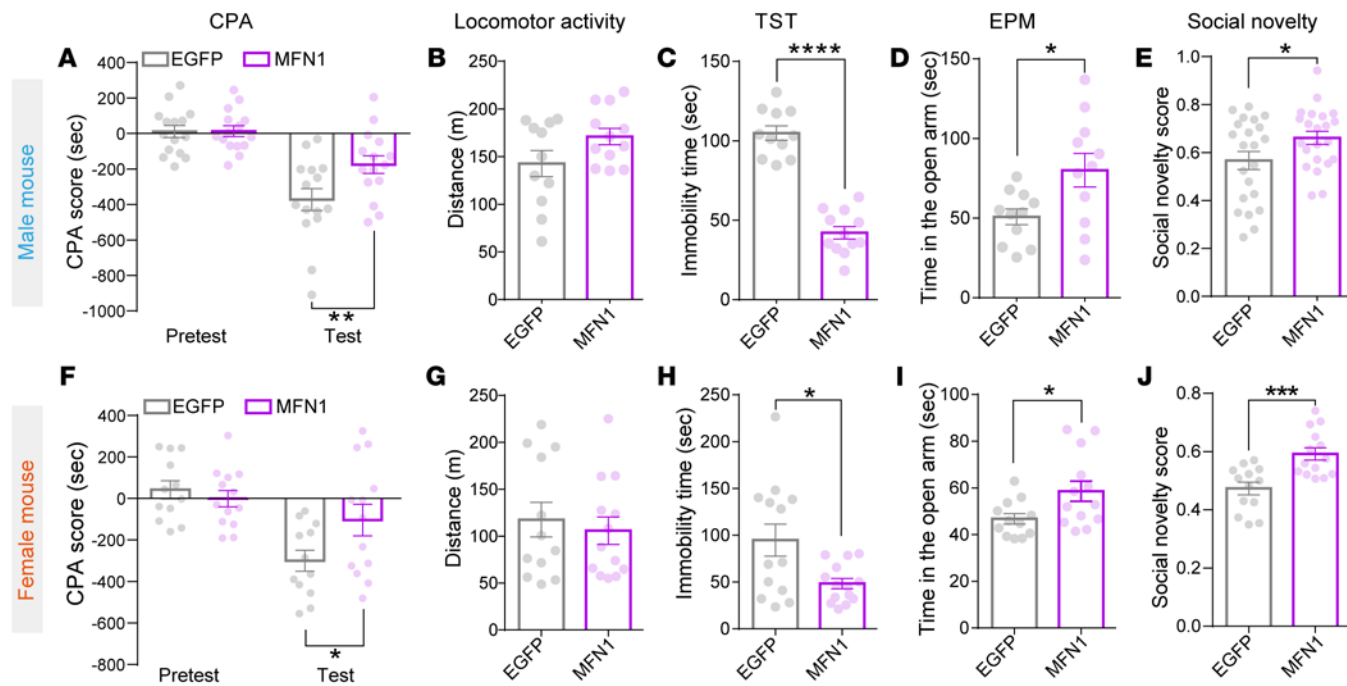 CPA Locomotor activity TST EPM Social novelty
Male mouse
A
EGFP MFN1
CPA score (sec)
400
200
0
-200
-400
-600
-800
-1000
**
Pretest Test
B
Distance (m)
250
200
150
100
50
0
EGFP MFN1
C
Immobility time (sec)
150
100
50
0
****
EGFP MFN1
D
Time in the open arm (sec)
150
100
50
0
*
EGFP MFN1
E
Social novelty score
1.0
0.8
0.6
0.4
0.2
0.0
*
EGFP MFN1
Female mouse
F
EGFP MFN1
CPA score (sec)
400
200
0
-200
-400
-600
-800
*
Pretest Test
G
Distance (m)
250
200
150
100
50
0
EGFP MFN1
H
Immobility time (sec)
250
200
150
100
50
0
*
EGFP MFN1
I
Time in the open arm (sec)
100
80
60
40
20
0
*
EGFP MFN1
J
Social novelty score
0.8
0.6
0.4
0.2
0.0
***
EGFP MFN1